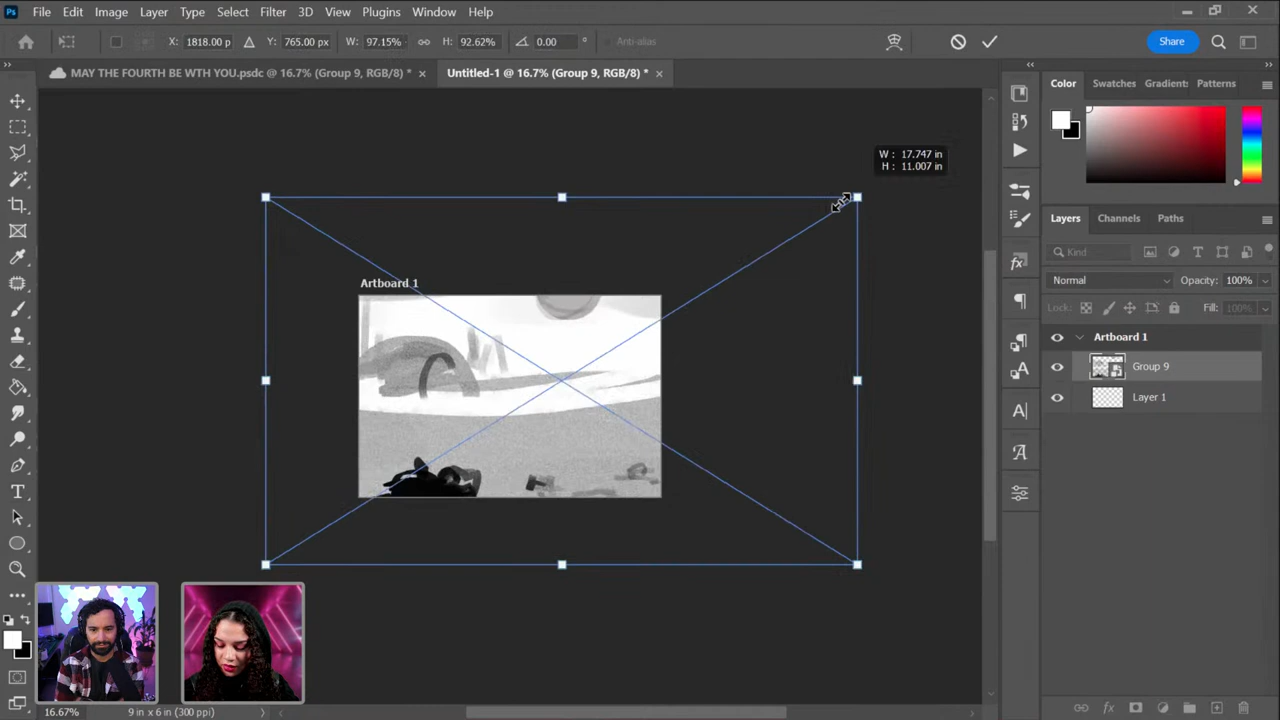 Ps File Edit Image Layer Type Select Filter 3D View Plugins Window Help
X: 1818.00 p Y: 765.00 px W: 97.15% H: 92.62% 0.00 ° Anti-alias Share
MAY THE FOURTH BE WTH YOU.psdc @ 16.7% (Group 9, RGB/8) * × Untitled-1 @ 16.7% (Group 9, RGB/8) * ×
Color Swatches Gradient: Patterns
W : 17.747 in
H : 11.007 in
Layers Channels Paths
Kind
Normal Opacity: 100%
Lock: Fill: 100%
Artboard 1
Artboard 1
Group 9
Layer 1
16.67% 9 in x 6 in (300 ppi)